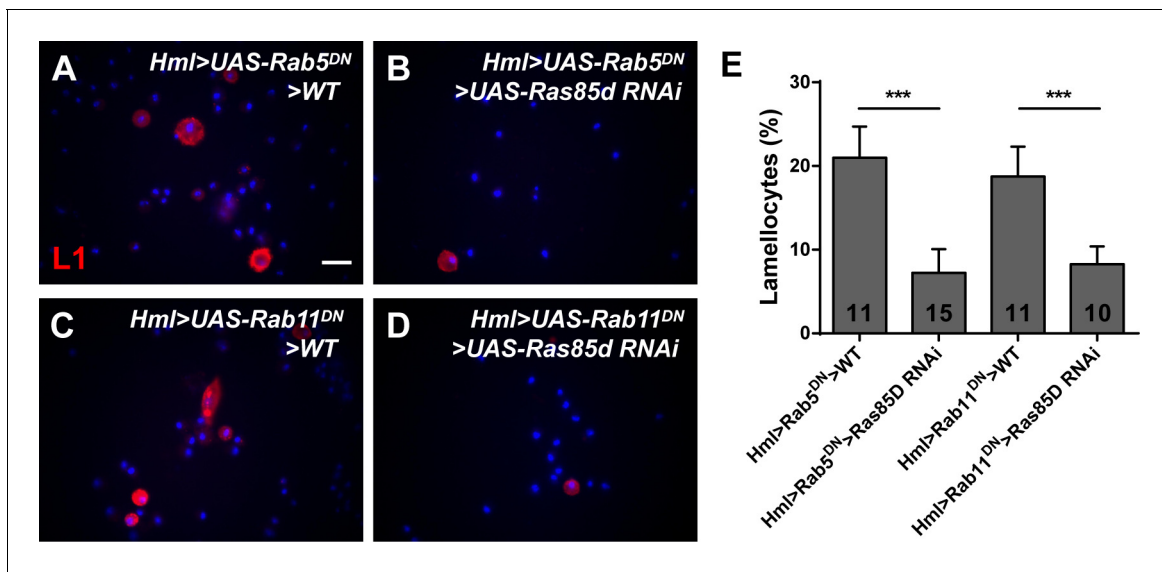 A
Hml>UAS-Rab5ᴰᴺ
>WT
L1
B
Hml>UAS-Rab5ᴰᴺ
>UAS-Ras85d RNAi
C
Hml>UAS-Rab11ᴰᴺ
>WT
D
Hml>UAS-Rab11ᴰᴺ
>UAS-Ras85d RNAi
E
Lamellocytes (%)
30
20
10
0
***
***
11
15
11
10
Hml>Rab5ᴰᴺ>WT
Hml>Rab5ᴰᴺ>Ras85D RNAi
Hml>Rab11ᴰᴺ>WT
Hml>Rab11ᴰᴺ>Ras85D RNAi